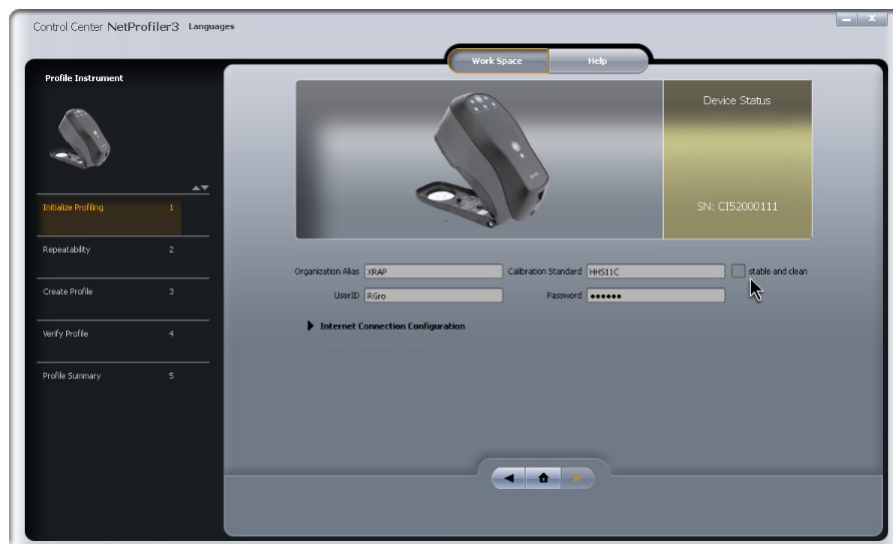 Control Center NetProfiler3 Languages
Work Space
Help
Profile Instrument
Initialize Profiling 1
Repeatability 2
Create Profile 3
Verify Profile 4
Profile Summary 5
Device Status
SN: CI52000111
Organization Alias XRAP Calibration Standard HHS11C stable and clean
UserID RGro Password ●●●●●●
Internet Connection Configuration